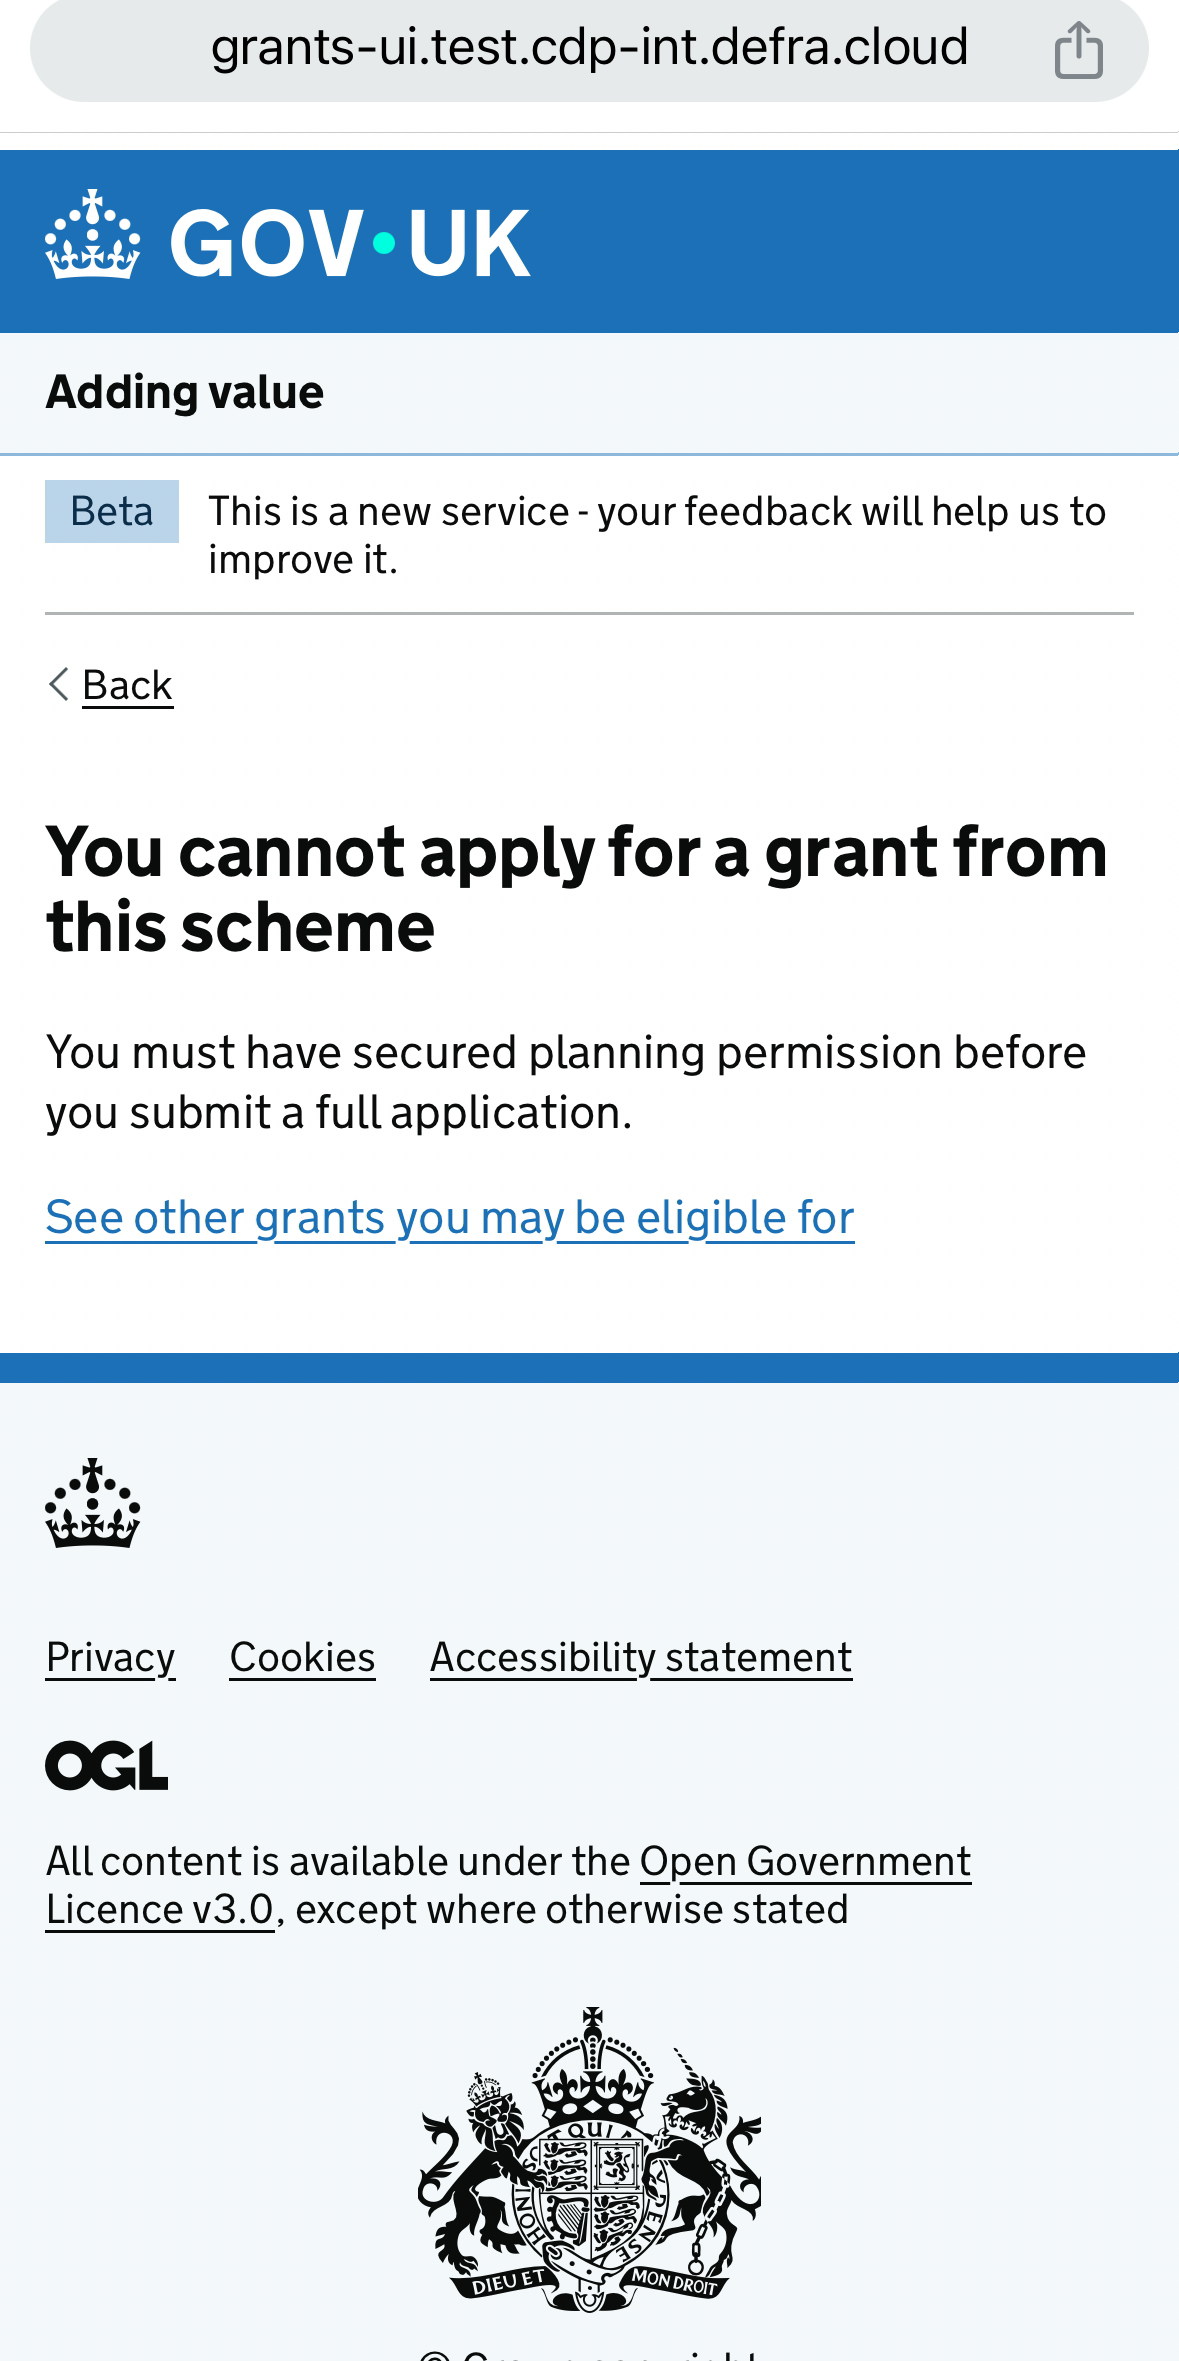 grants-ui.test.cdp-int.defra.cloud
GOV·UK
Adding value
Beta
This is a new service - your feedback will help us to
improve it.
Back
You cannot apply for a grant from
this scheme
You must have secured planning permission before
you submit a full application.
See other grants you may be eligible for
Privacy Cookies Accessibility statement
OGL
All content is available under the Open Government
Licence v3.0, except where otherwise stated
QUI
HONI
PENSE
DIEU ET MON DROIT
© Crown copyright